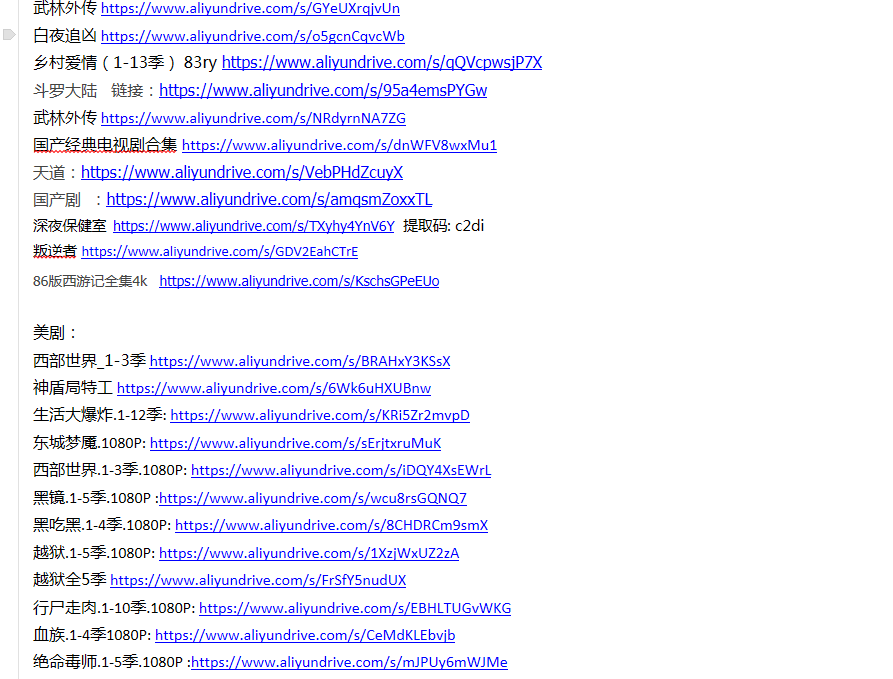 武林外传 https://www.aliyundrive.com/s/GYeUXrqjvUn
白夜追凶 https://www.aliyundrive.com/s/o5gcnCqvcWb
乡村爱情（1-13季） 83ry https://www.aliyundrive.com/s/qQVcpwsjP7X
斗罗大陆 链接：https://www.aliyundrive.com/s/95a4emsPYGw
武林外传 https://www.aliyundrive.com/s/NRdyrnNA7ZG
国产经典电视剧合集 https://www.aliyundrive.com/s/dnWFV8wxMu1
天道：https://www.aliyundrive.com/s/VebPHdZcuyX
国产剧 ：https://www.aliyundrive.com/s/amqsmZoxxTL
深夜保健室 https://www.aliyundrive.com/s/TXyhy4YnV6Y 提取码: c2di
叛逆者 https://www.aliyundrive.com/s/GDV2EahCTrE
86版西游记全集4k https://www.aliyundrive.com/s/KschsGPeEUo
美剧：
西部世界_1-3季 https://www.aliyundrive.com/s/BRAHxY3KSsX
神盾局特工 https://www.aliyundrive.com/s/6Wk6uHXUBnw
生活大爆炸.1-12季: https://www.aliyundrive.com/s/KRi5Zr2mvpD
东城梦魇.1080P: https://www.aliyundrive.com/s/sErjtxruMuK
西部世界.1-3季.1080P: https://www.aliyundrive.com/s/iDQY4XsEWrL
黑镜.1-5季.1080P :https://www.aliyundrive.com/s/wcu8rsGQNQ7
黑吃黑.1-4季.1080P: https://www.aliyundrive.com/s/8CHDRCm9smX
越狱.1-5季.1080P: https://www.aliyundrive.com/s/1XzjWxUZ2zA
越狱全5季 https://www.aliyundrive.com/s/FrSfY5nudUX
行尸走肉.1-10季.1080P: https://www.aliyundrive.com/s/EBHLTUGvWKG
血族.1-4季1080P: https://www.aliyundrive.com/s/CeMdKLEbvjb
绝命毒师.1-5季.1080P :https://www.aliyundrive.com/s/mJPUy6mWJMe